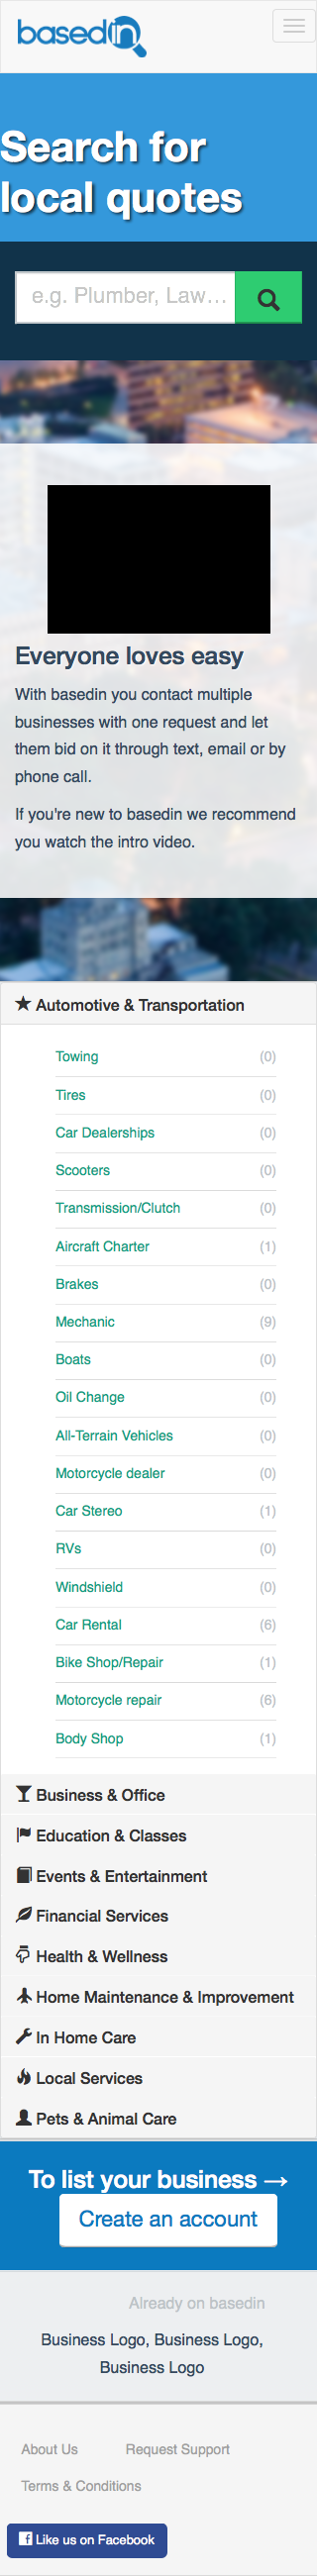 basedin
Search for
local quotes
e.g. Plumber, Law…
Everyone loves easy
With basedin you contact multiple
businesses with one request and let
them bid on it through text, email or by
phone call.
If you're new to basedin we recommend
you watch the intro video.
Automotive & Transportation
Towing (0)
Tires (0)
Car Dealerships (0)
Scooters (0)
Transmission/Clutch (0)
Aircraft Charter (1)
Brakes (0)
Mechanic (9)
Boats (0)
Oil Change (0)
All-Terrain Vehicles (0)
Motorcycle dealer (0)
Car Stereo (1)
RVs (0)
Windshield (0)
Car Rental (6)
Bike Shop/Repair (1)
Motorcycle repair (6)
Body Shop (1)
Business & Office
Education & Classes
Events & Entertainment
Financial Services
Health & Wellness
Home Maintenance & Improvement
In Home Care
Local Services
Pets & Animal Care
To list your business →
Create an account
Already on basedin
Business Logo, Business Logo,
Business Logo
About Us Request Support
Terms & Conditions
Like us on Facebook